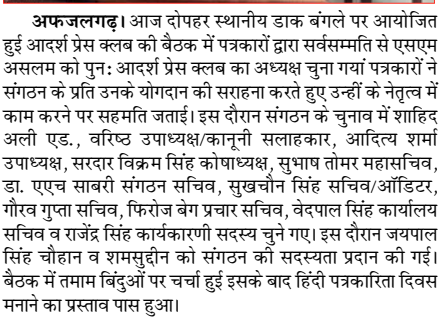 अफजलगढ़। आज दोपहर स्थानीय डाक बंगले पर आयोजित
हुई आदर्श प्रेस क्लब की बैठक में पत्रकारों द्वारा सर्वसम्मति से एसएम
असलम को पुन: आदर्श प्रेस क्लब का अध्यक्ष चुना गयां पत्रकारों ने
संगठन के प्रति उनके योगदान की सराहना करते हुए उन्हीं के नेतृत्व में
काम करने पर सहमति जताई। इस दौरान संगठन के चुनाव में शाहिद
अली एड., वरिष्ठ उपाध्यक्ष/कानूनी सलाहकार, आदित्य शर्मा
उपाध्यक्ष, सरदार विक्रम सिंह कोषाध्यक्ष, सुभाष तोमर महासचिव,
डा. एएच साबरी संगठन सचिव, सुखचौन सिंह सचिव/ऑडिटर,
गौरव गुप्ता सचिव, फिरोज बेग प्रचार सचिव, वेदपाल सिंह कार्यालय
सचिव व राजेंद्र सिंह कार्यकारणी सदस्य चुने गए। इस दौरान जयपाल
सिंह चौहान व शमसुद्दीन को संगठन की सदस्यता प्रदान की गई।
बैठक में तमाम बिंदुओं पर चर्चा हुई इसके बाद हिंदी पत्रकारिता दिवस
मनाने का प्रस्ताव पास हुआ।